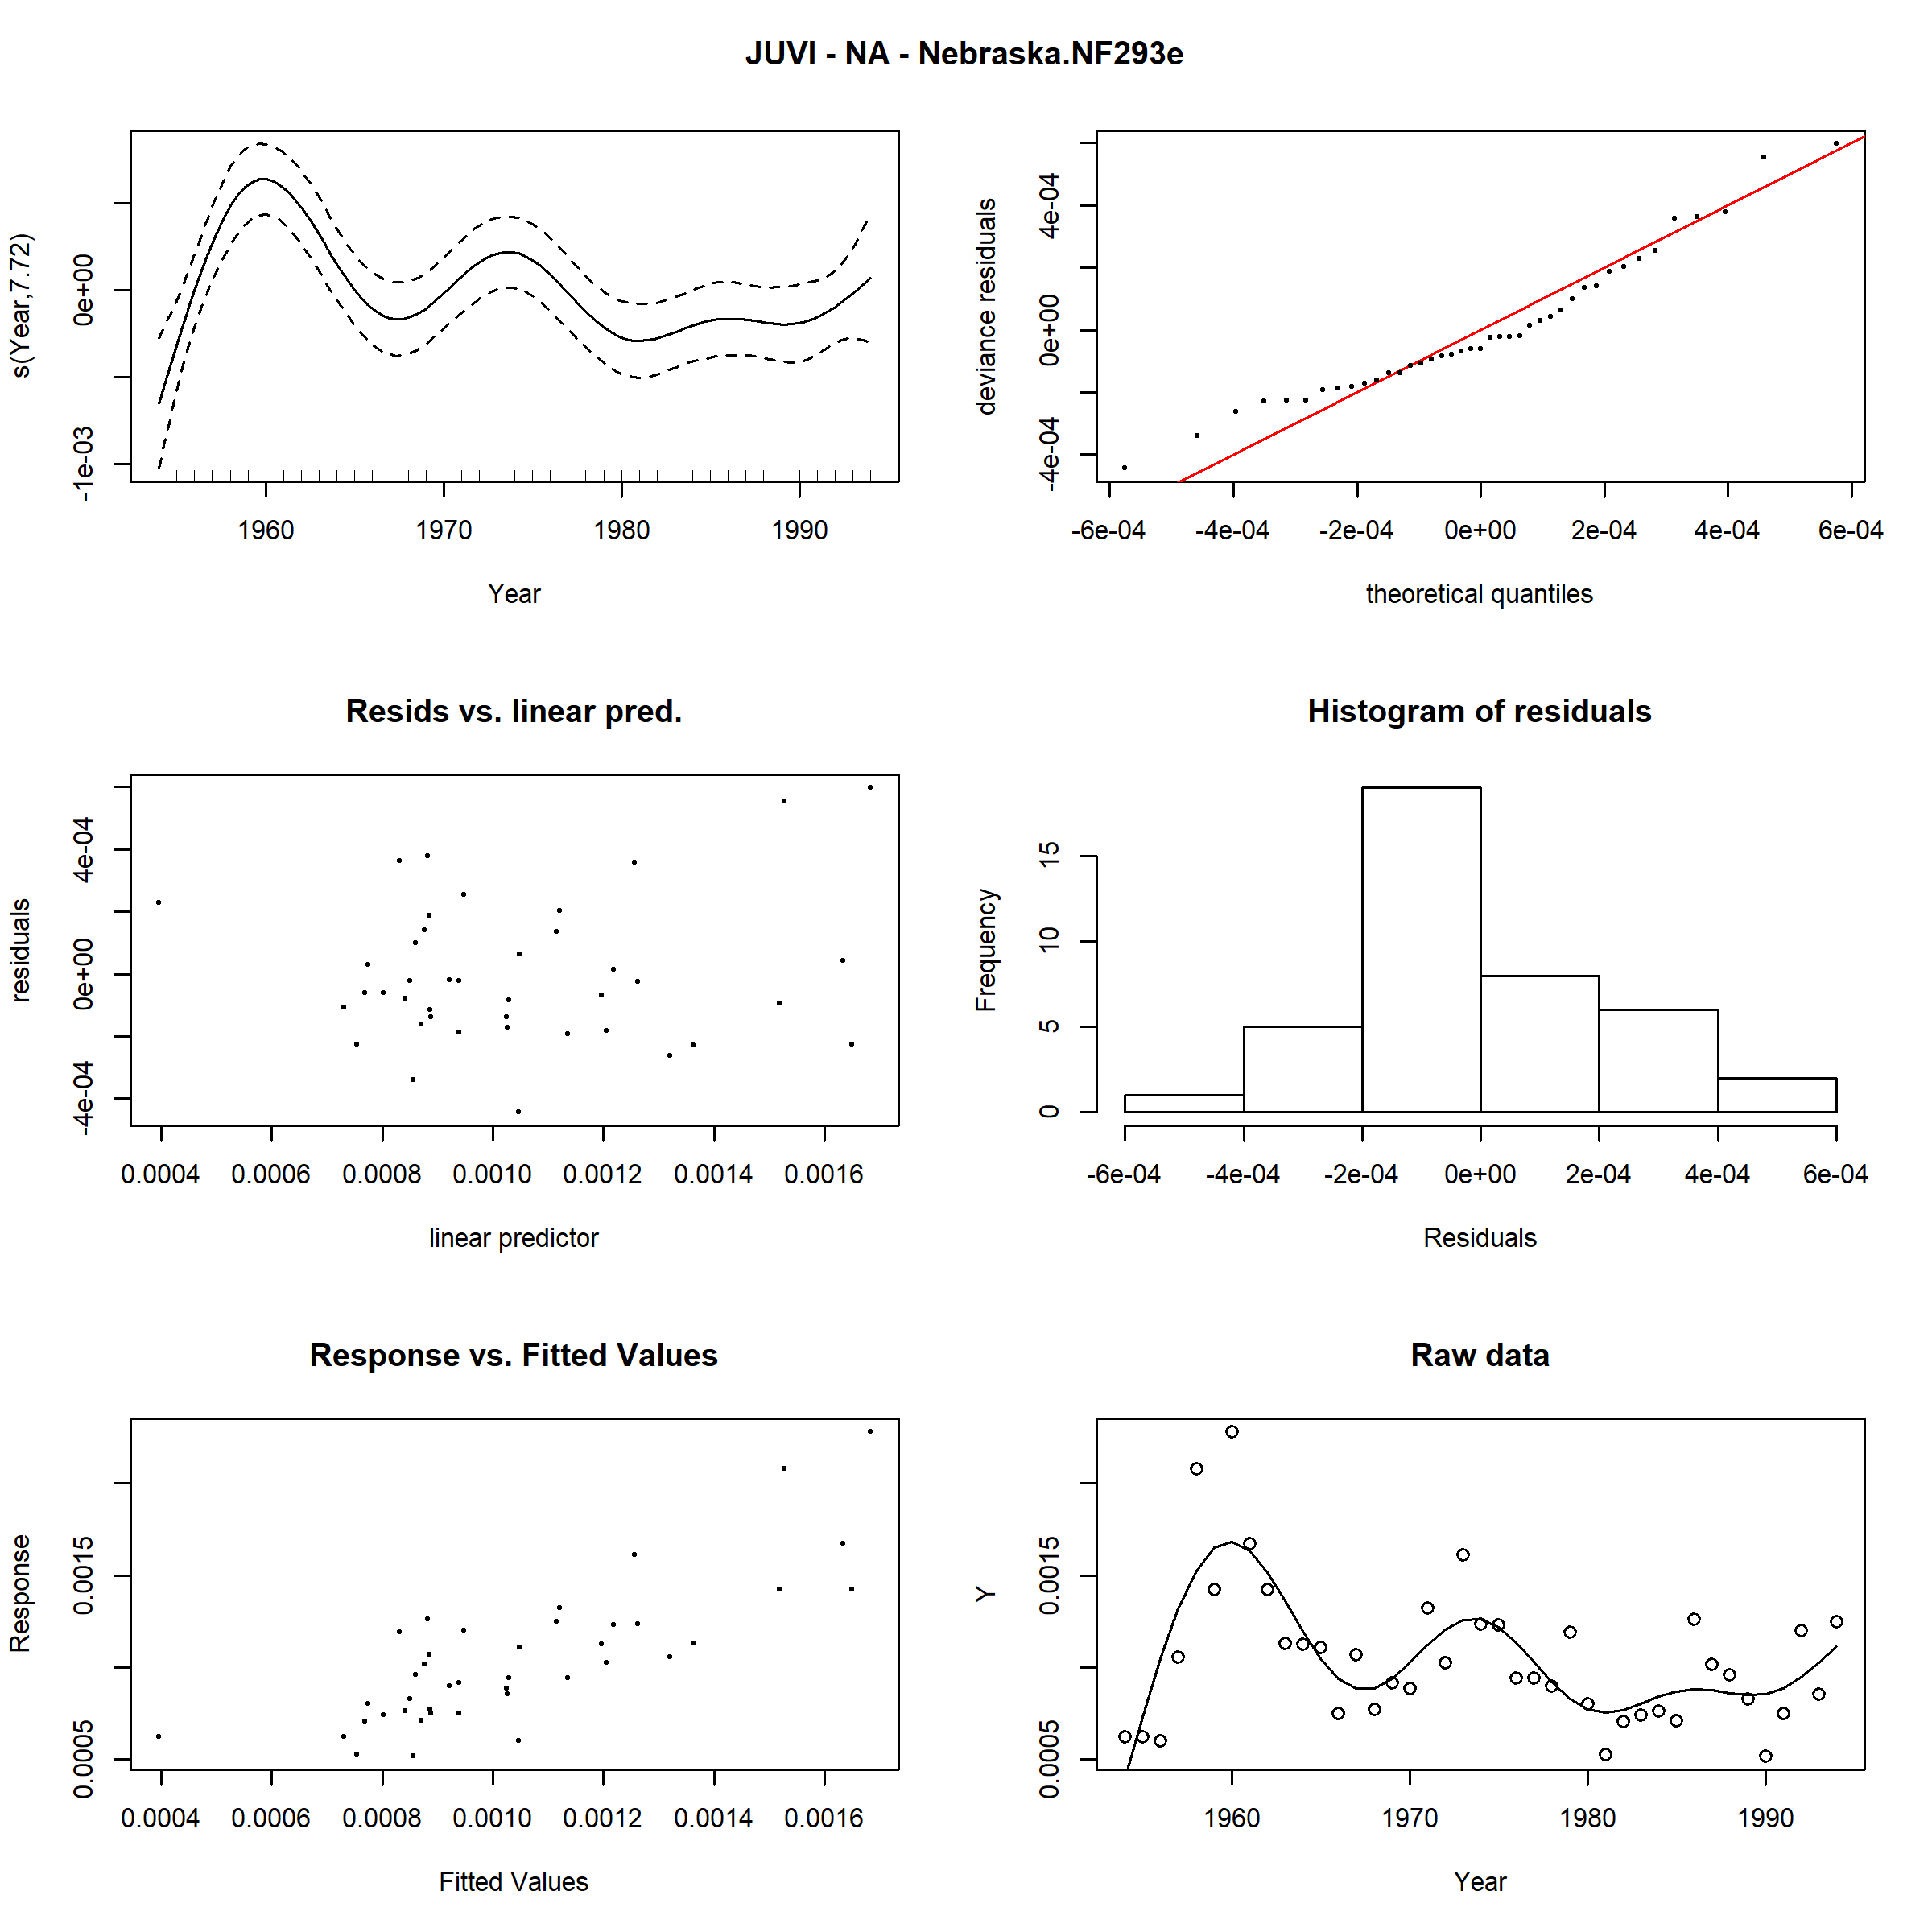 JUVI - NA - Nebraska.NF293e
s(Year,7.72)
0e+00
-1e-03
1960 1970 1980 1990
Year
deviance residuals
4e-04
0e+00
-4e-04
-6e-04 -4e-04 -2e-04 0e+00 2e-04 4e-04 6e-04
theoretical quantiles
Resids vs. linear pred.
residuals
4e-04
0e+00
-4e-04
0.0004 0.0006 0.0008 0.0010 0.0012 0.0014 0.0016
linear predictor
Histogram of residuals
Frequency
15
10
5
0
-6e-04 -4e-04 -2e-04 0e+00 2e-04 4e-04 6e-04
Residuals
Response vs. Fitted Values
Response
0.0015
0.0005
0.0004 0.0006 0.0008 0.0010 0.0012 0.0014 0.0016
Fitted Values
Raw data
Y
0.0015
0.0005
1960 1970 1980 1990
Year